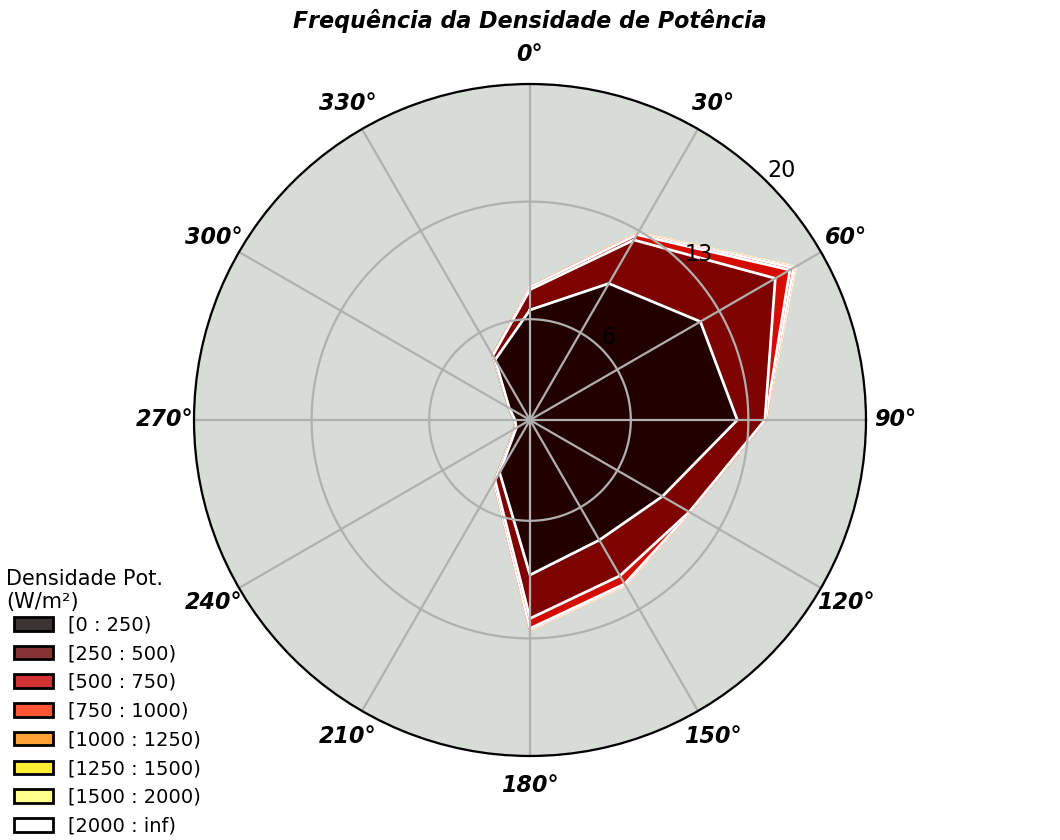 Frequência da Densidade de Potência
0°
330°
30°
20
300°
60°
13
6
270°
90°
240°
120°
210°
150°
180°
Densidade Pot.
(W/m²)
[0 : 250)
[250 : 500)
[500 : 750)
[750 : 1000)
[1000 : 1250)
[1250 : 1500)
[1500 : 2000)
[2000 : inf)